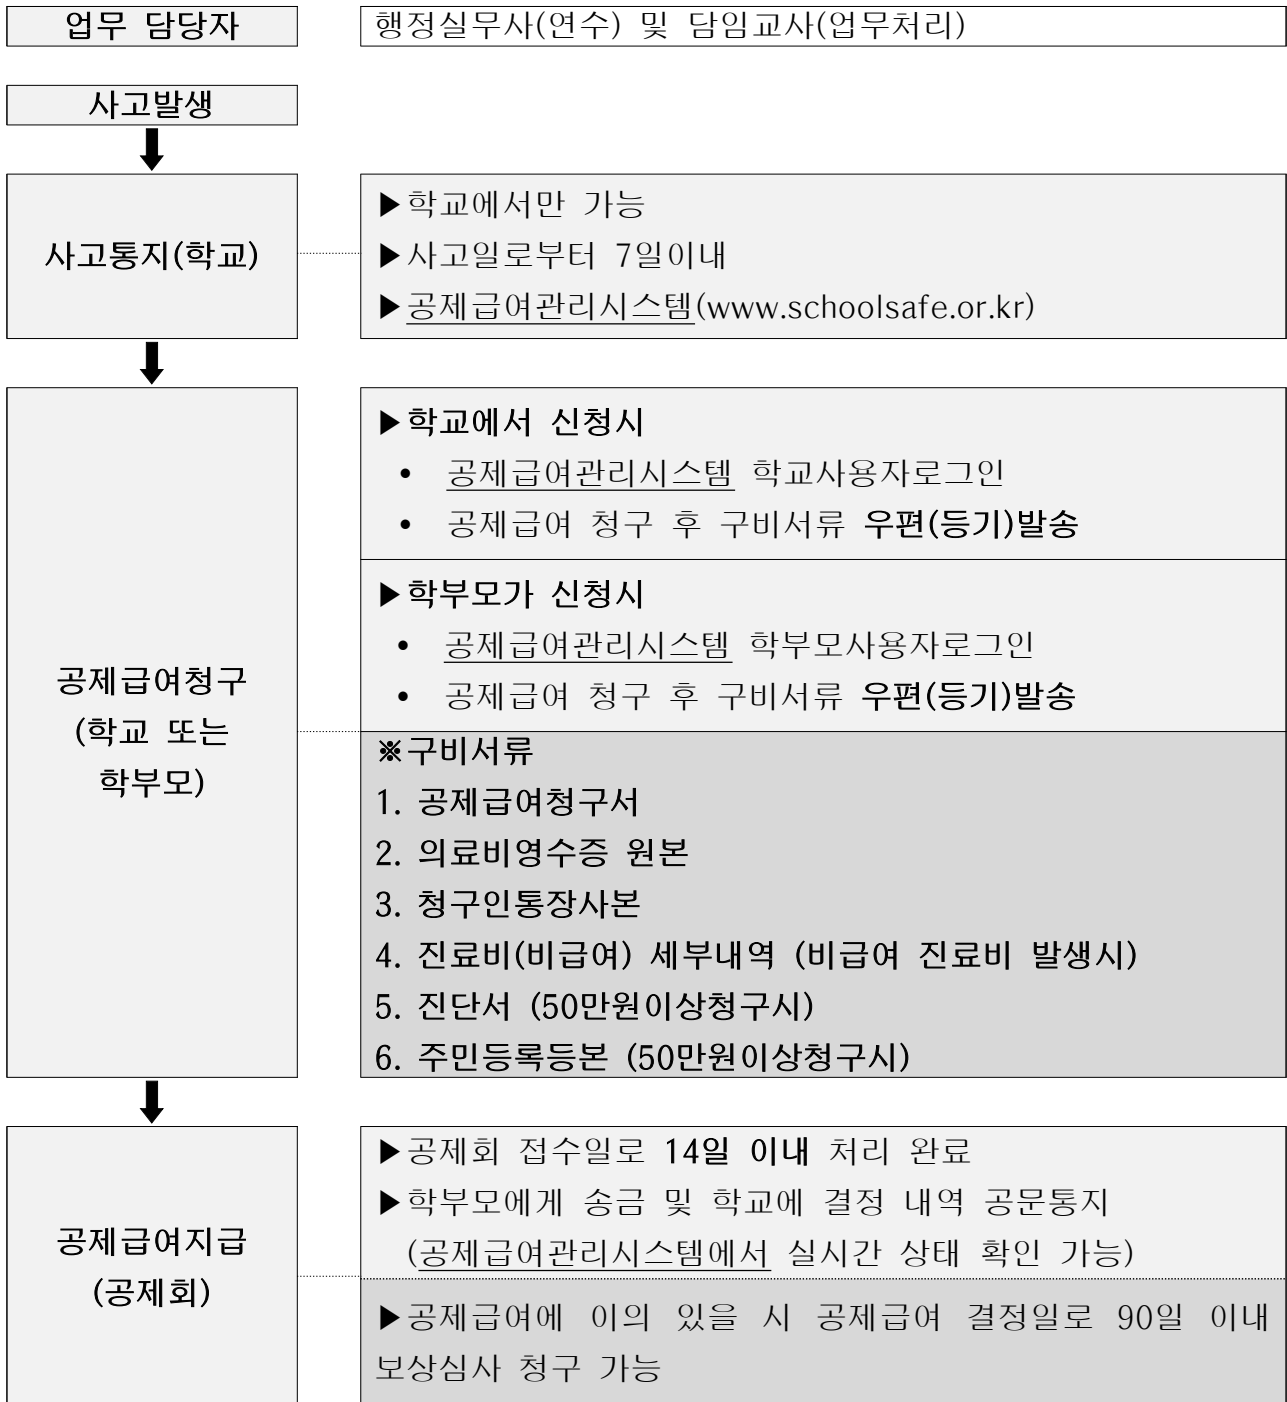 업무 담당자
행정실무사(연수) 및 담임교사(업무처리)
사고발생
사고통지(학교)
▶학교에서만 가능
▶사고일로부터 7일이내
▶공제급여관리시스템(www.schoolsafe.or.kr)
공제급여청구
(학교 또는
학부모)
▶학교에서 신청시
• 공제급여관리시스템 학교사용자로그인
• 공제급여 청구 후 구비서류 우편(등기)발송
▶학부모가 신청시
• 공제급여관리시스템 학부모사용자로그인
• 공제급여 청구 후 구비서류 우편(등기)발송
※구비서류
1. 공제급여청구서
2. 의료비영수증 원본
3. 청구인통장사본
4. 진료비(비급여) 세부내역 (비급여 진료비 발생시)
5. 진단서 (50만원이상청구시)
6. 주민등록등본 (50만원이상청구시)
공제급여지급
(공제회)
▶공제회 접수일로 14일 이내 처리 완료
▶학부모에게 송금 및 학교에 결정 내역 공문통지
(공제급여관리시스템에서 실시간 상태 확인 가능)
▶공제급여에 이의 있을 시 공제급여 결정일로 90일 이내
보상심사 청구 가능